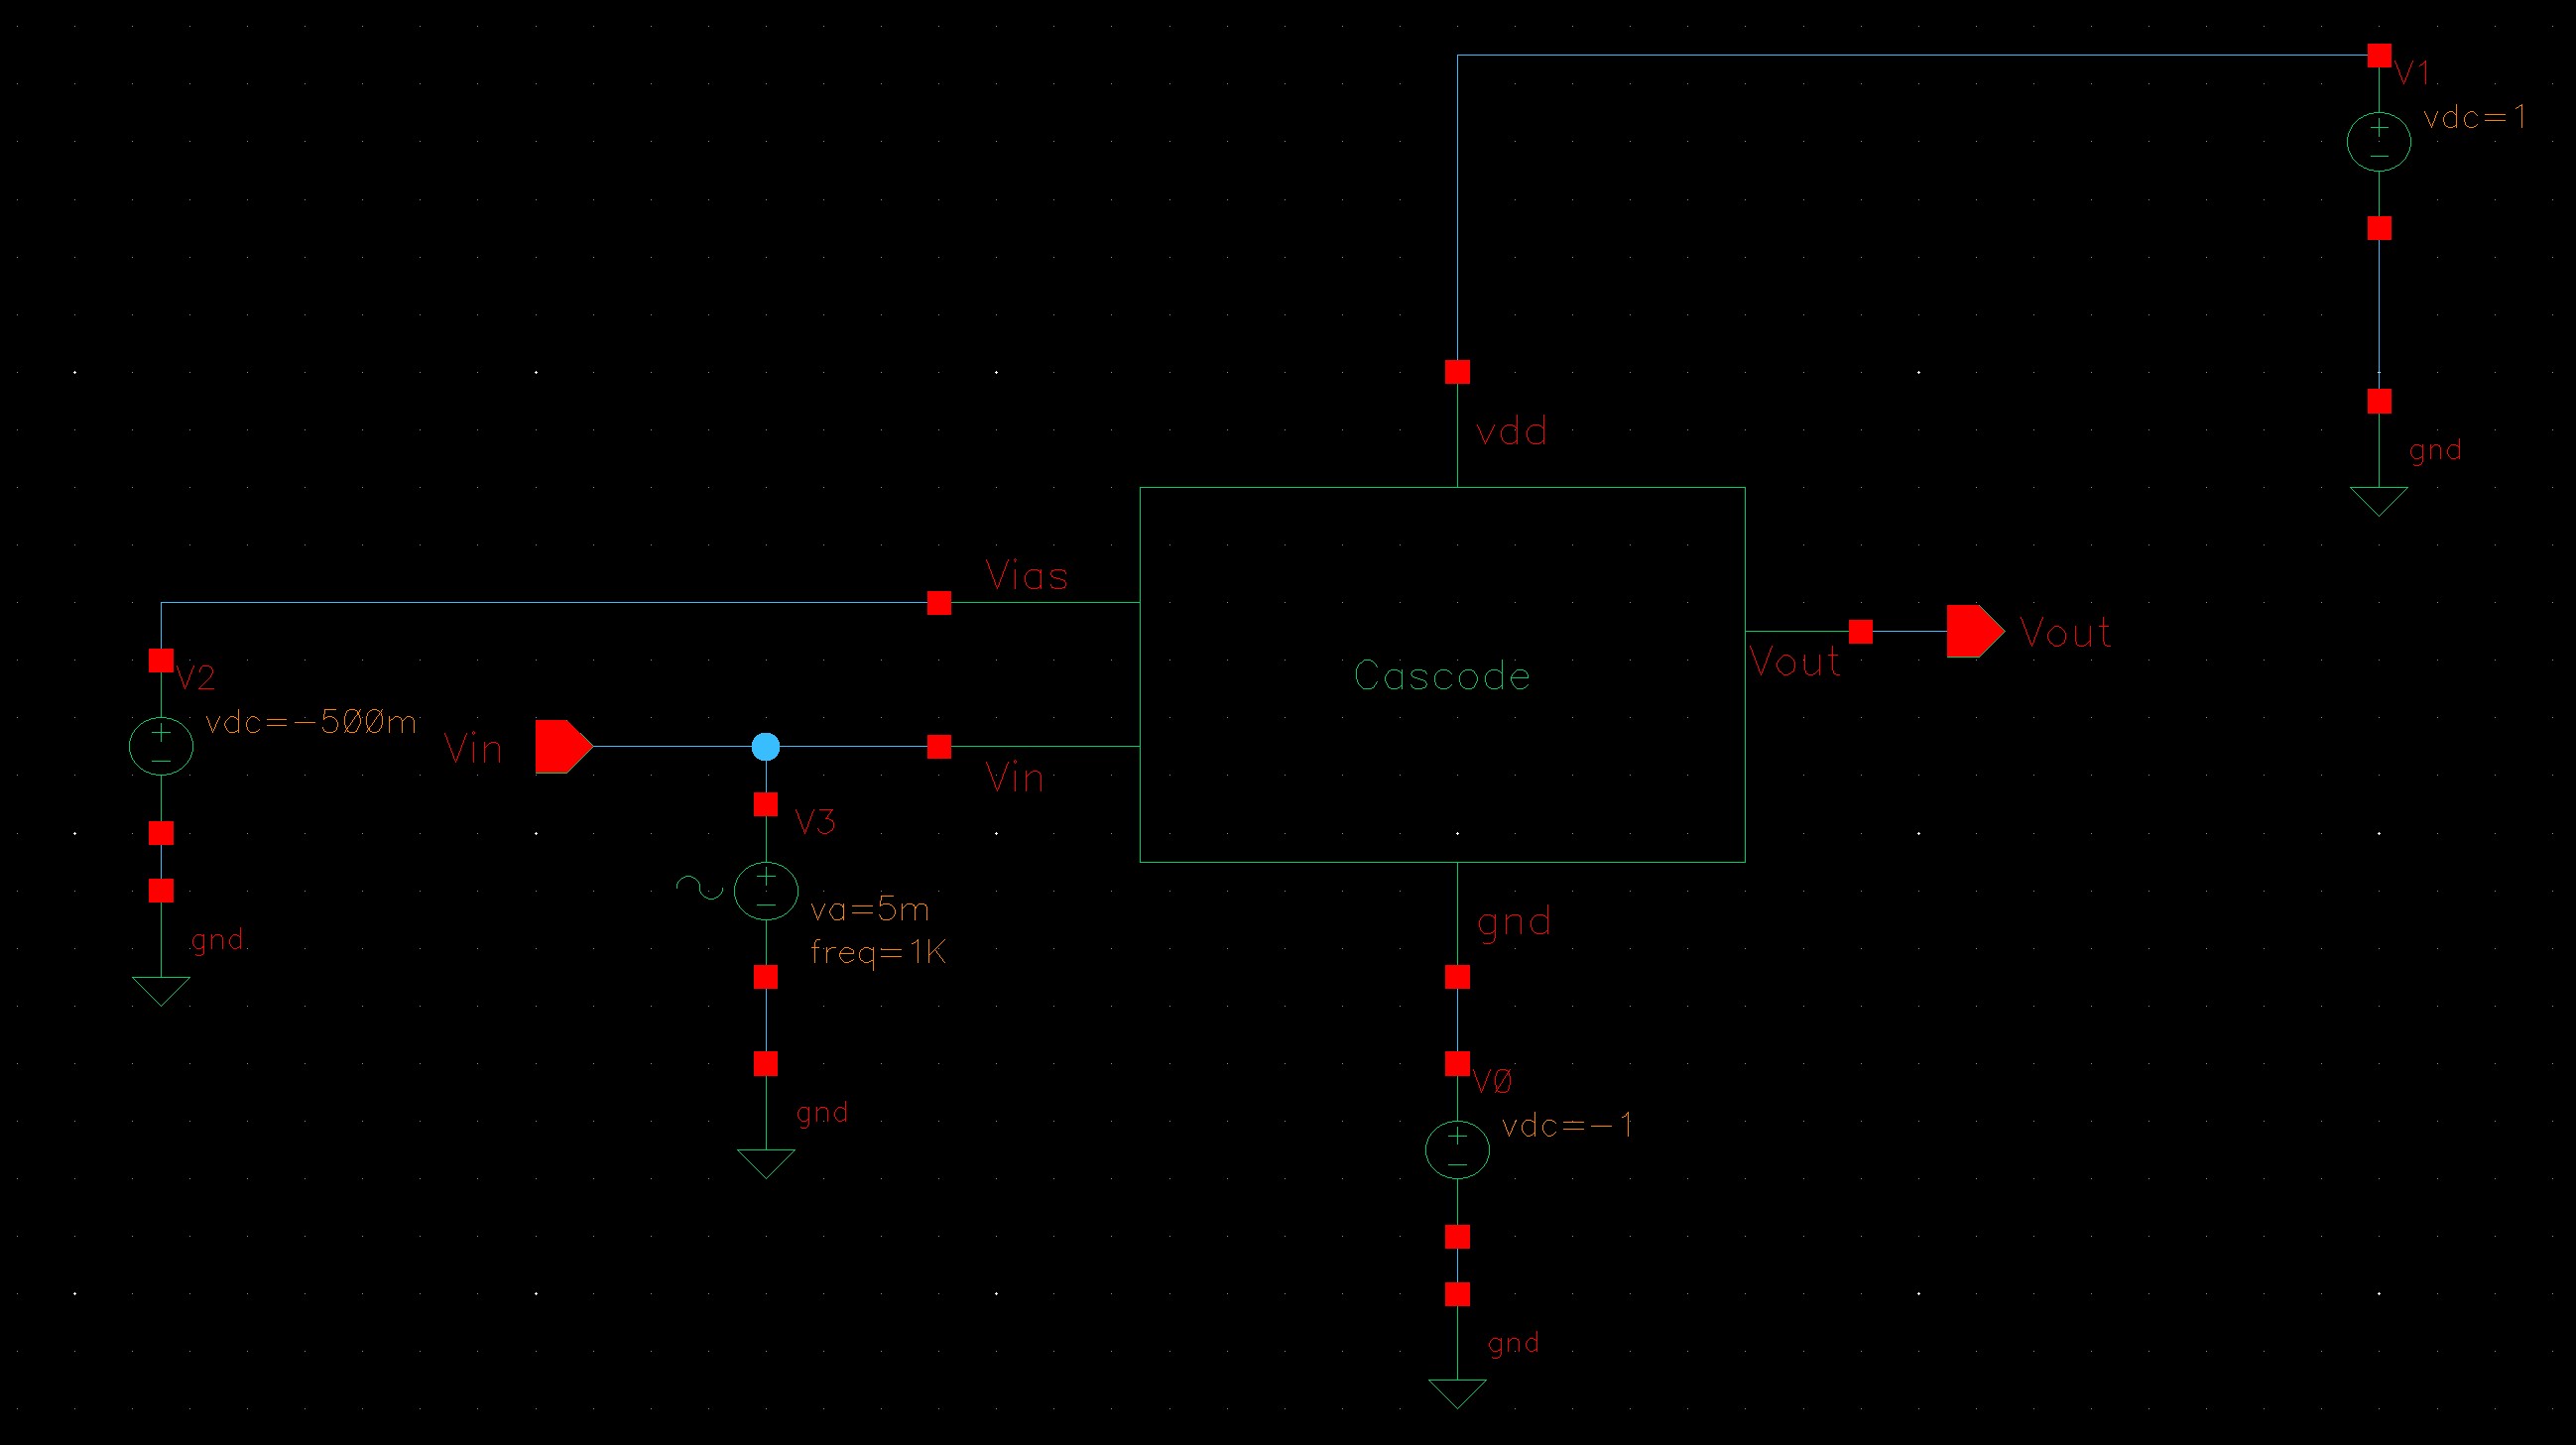 V1
vdc=1
vdd
gnd
Vias
V2
vdc=-500m
Vin
Vin
Cascode
Vout
Vout
V3
va=5m
freq=1K
gnd
gnd
gnd
V0
vdc=-1
gnd